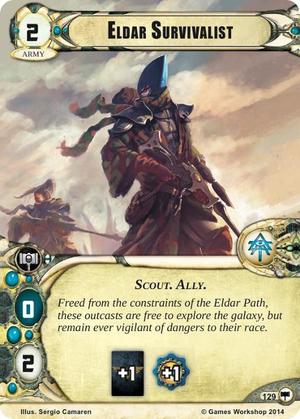 2
ELDAR SURVIVALIST
ARMY
SCOUT. ALLY.
Freed from the constraints of the Eldar Path,
these outcasts are free to explore the galaxy, but
remain ever vigilant of dangers to their race.
0
2
+1
+1
129
Illus. Sergio Camaren
© Games Workshop 2014